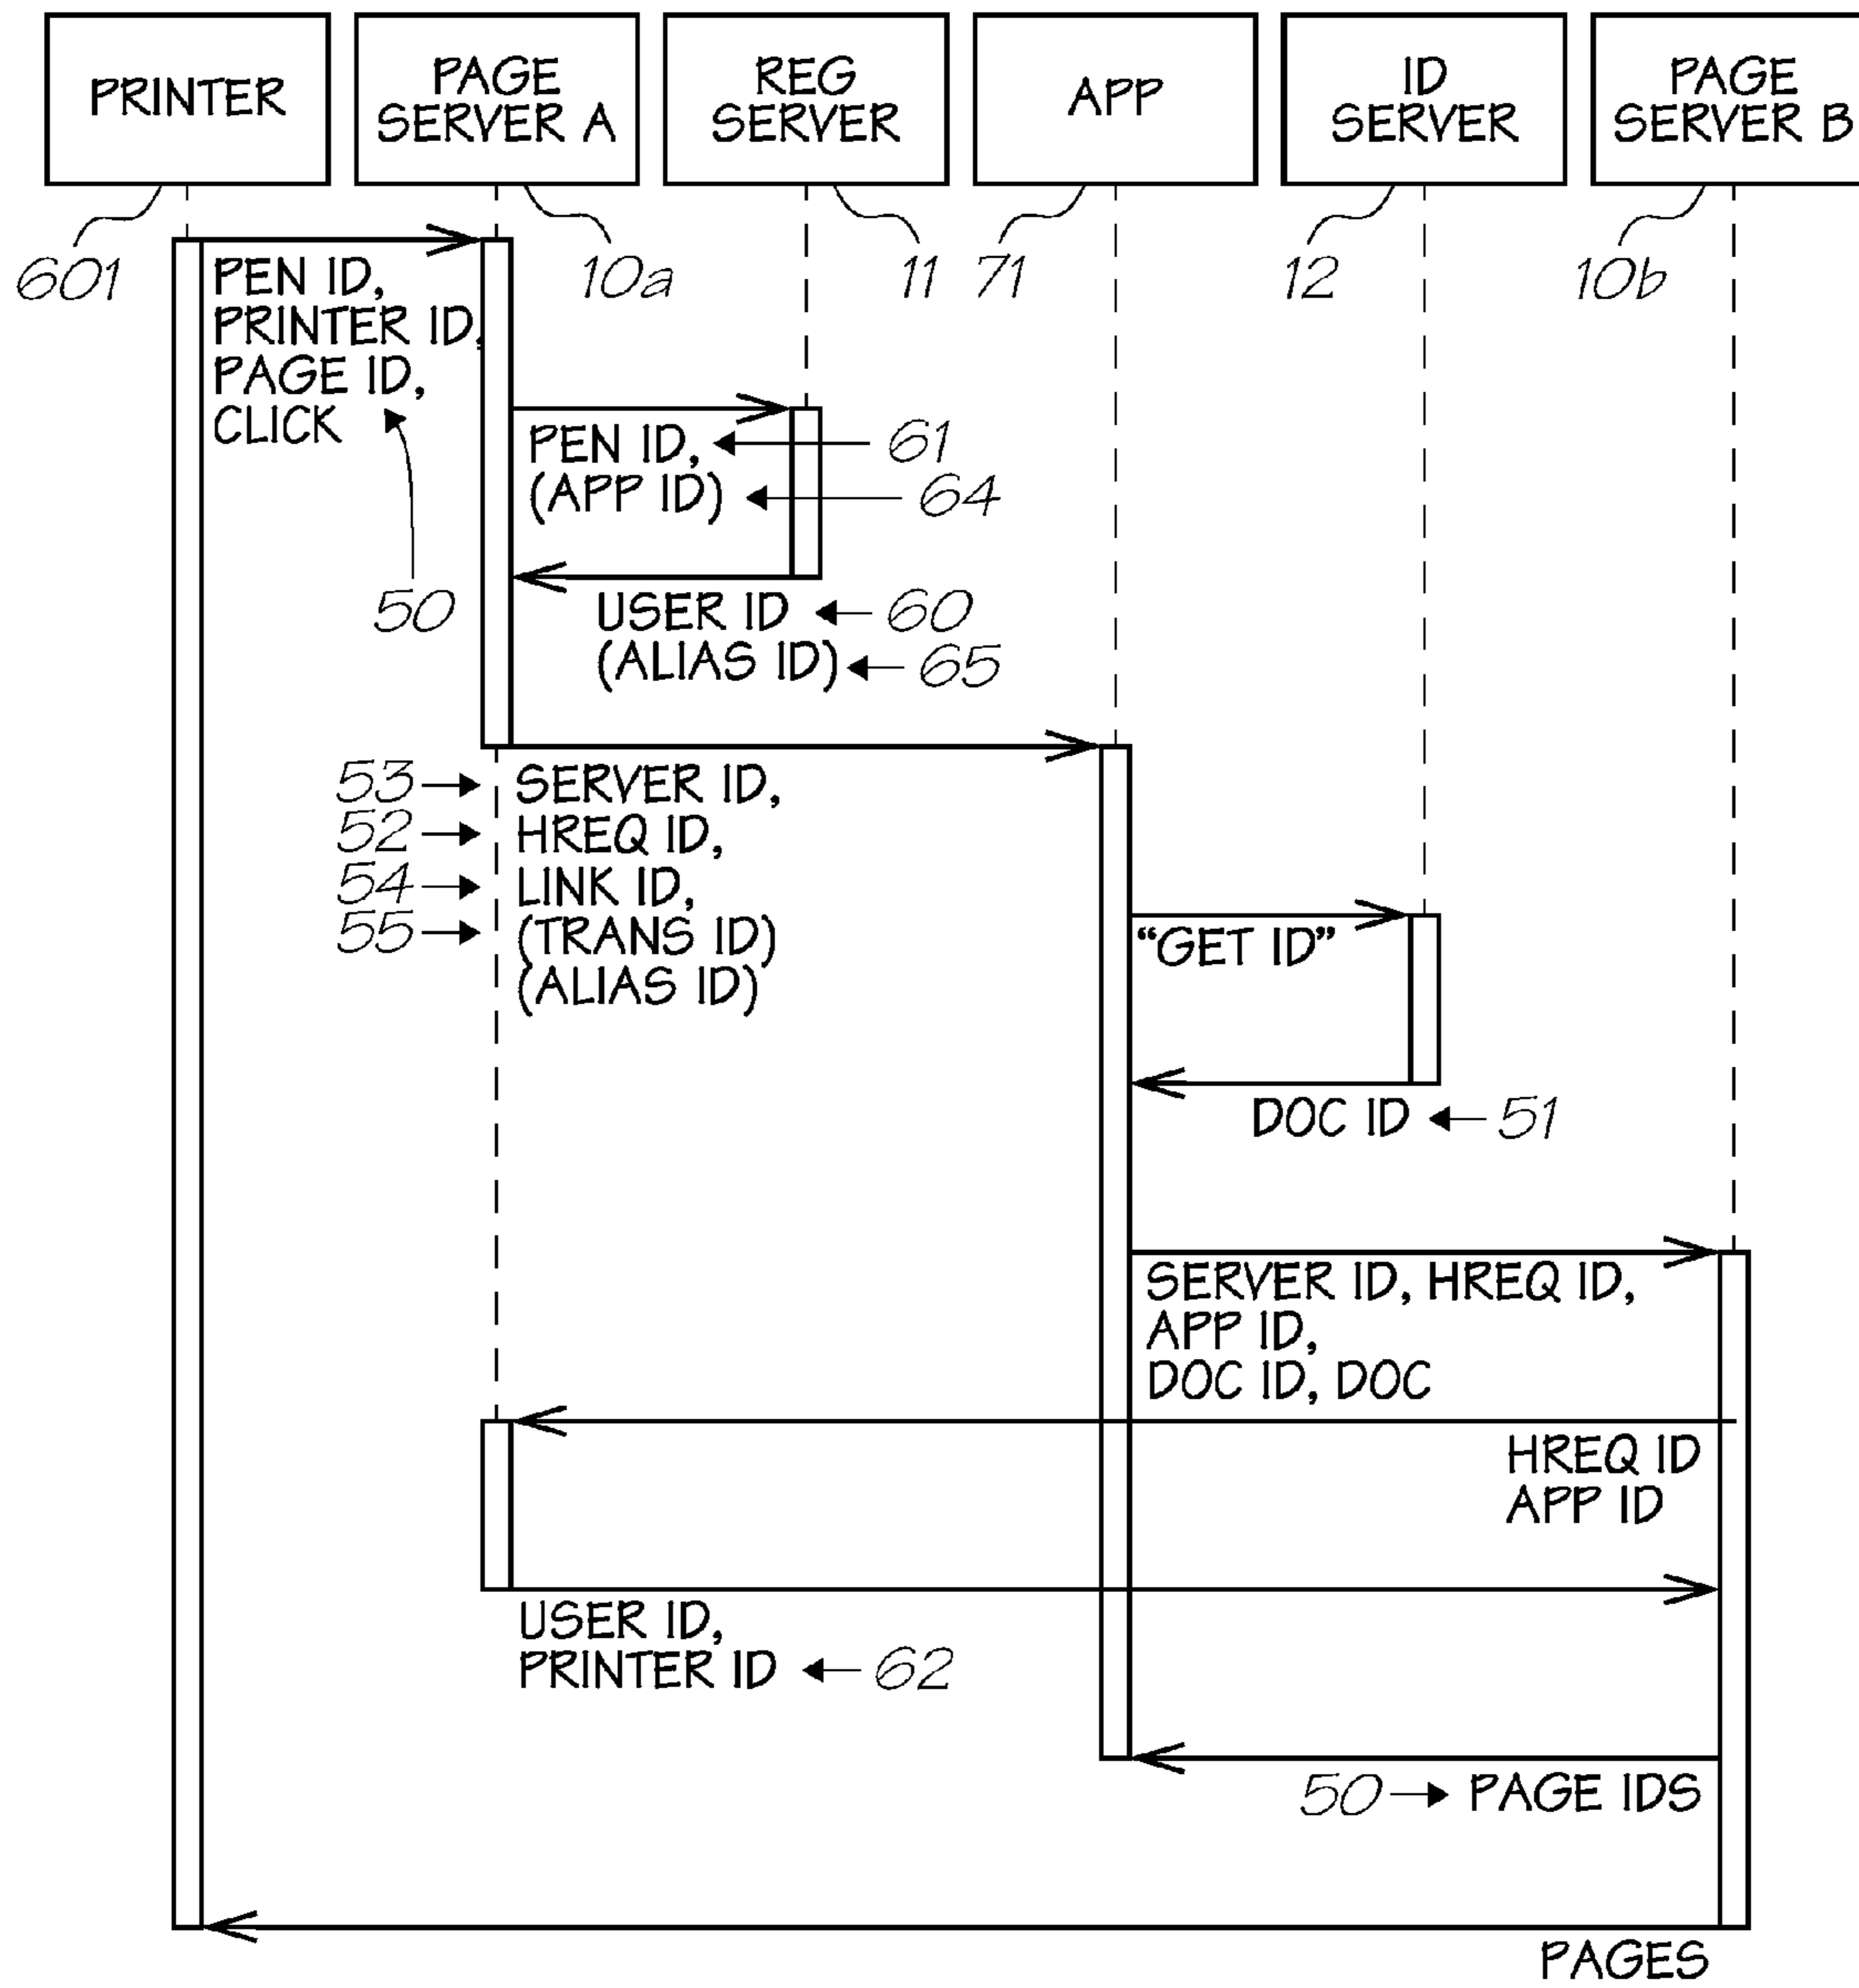 PRINTER
PAGE
SERVER A
REG
SERVER
APP
ID
SERVER
PAGE
SERVER B
601
10a
11
71
12
10b
PEN ID,
PRINTER ID,
PAGE ID,
CLICK
50
PEN ID,
(APP ID)
61
64
USER ID
(ALIAS ID)
60
65
53
52
54
55
SERVER ID,
HREQ ID,
LINK ID,
(TRANS ID)
(ALIAS ID)
“GET ID”
DOC ID
51
SERVER ID, HREQ ID,
APP ID,
DOC ID, DOC
HREQ ID
APP ID
USER ID,
PRINTER ID
62
50
PAGE IDS
PAGES